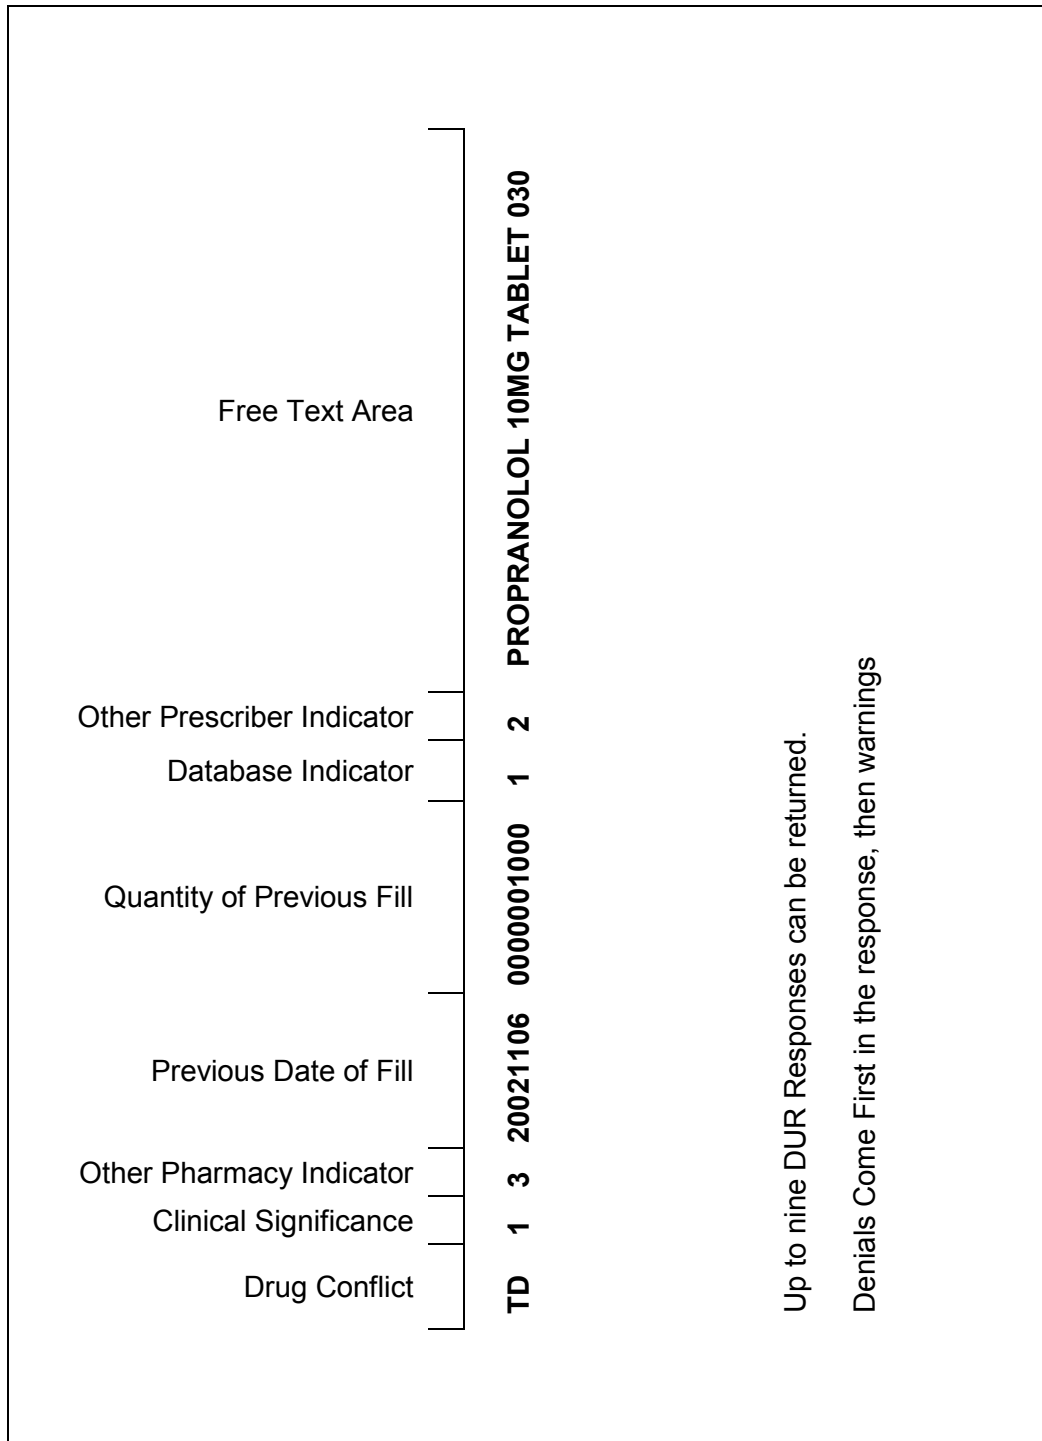 Free Text Area
Other Prescriber Indicator
Database Indicator
Quantity of Previous Fill
Previous Date of Fill
Other Pharmacy Indicator
Clinical Significance
Drug Conflict
TD 1 3 20021106 0000001000 1 2 PROPRANOLOL 10MG TABLET 030
Up to nine DUR Responses can be returned.
Denials Come First in the response, then warnings